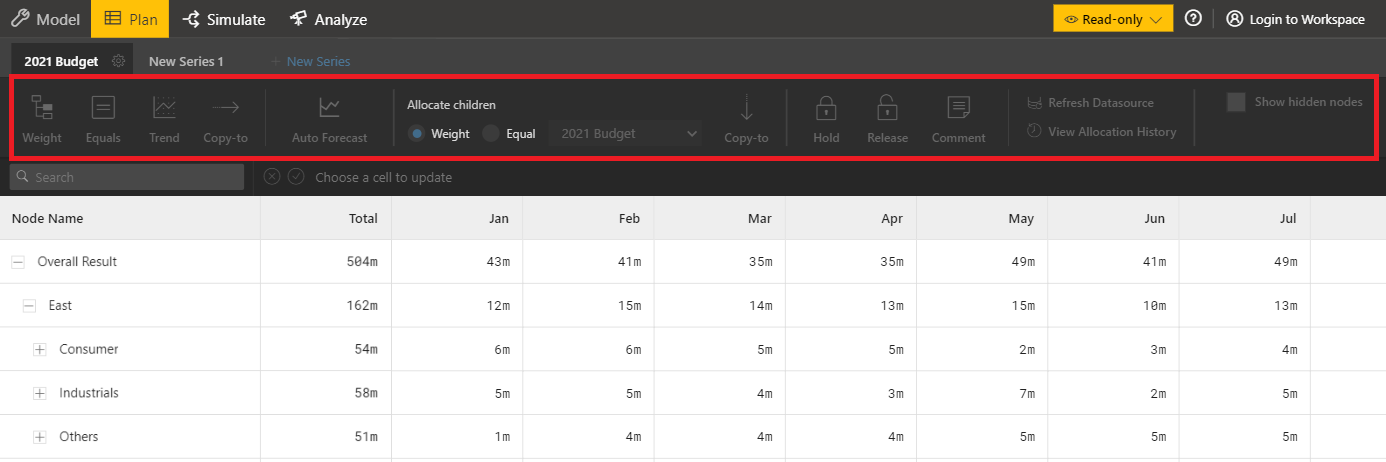 Model Plan Simulate Analyze Read-only Login to Workspace
2021 Budget New Series 1 + New Series
Allocate children
Weight Equals Trend Copy-to Auto Forecast Weight Equal 2021 Budget Copy-to Hold Release Comment Refresh Datasource View Allocation History Show hidden nodes
Search Choose a cell to update
Node Name Total Jan Feb Mar Apr May Jun Jul
Overall Result 504m 43m 41m 35m 35m 49m 41m 49m
East 162m 12m 15m 14m 13m 15m 10m 13m
Consumer 54m 6m 6m 5m 5m 2m 3m 4m
Industrials 58m 5m 5m 4m 3m 7m 2m 5m
Others 51m 1m 4m 4m 4m 5m 5m 5m